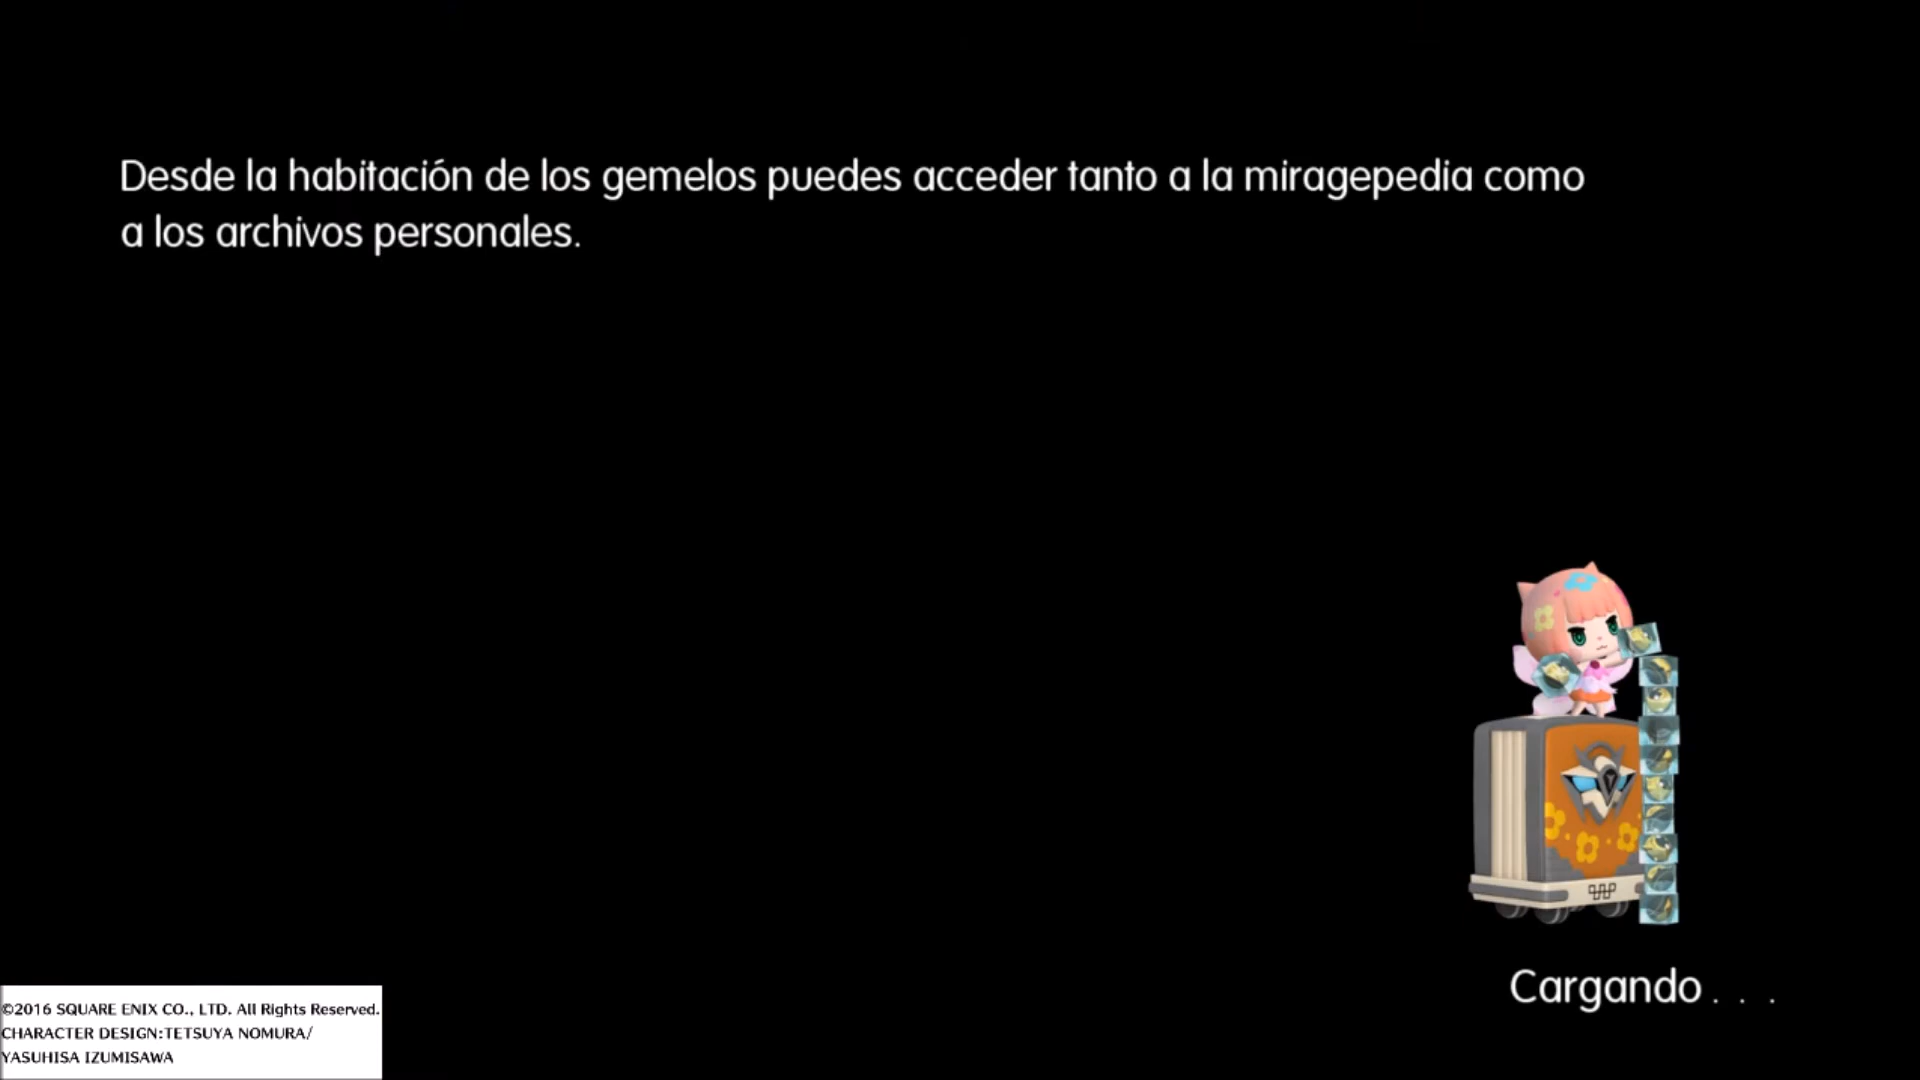 Desde la habitación de los gemelos puedes acceder tanto a la miragepedia como
a los archivos personales.
Cargando . . .
©2016 SQUARE ENIX CO., LTD. All Rights Reserved.
CHARACTER DESIGN:TETSUYA NOMURA/
YASUHISA IZUMISAWA